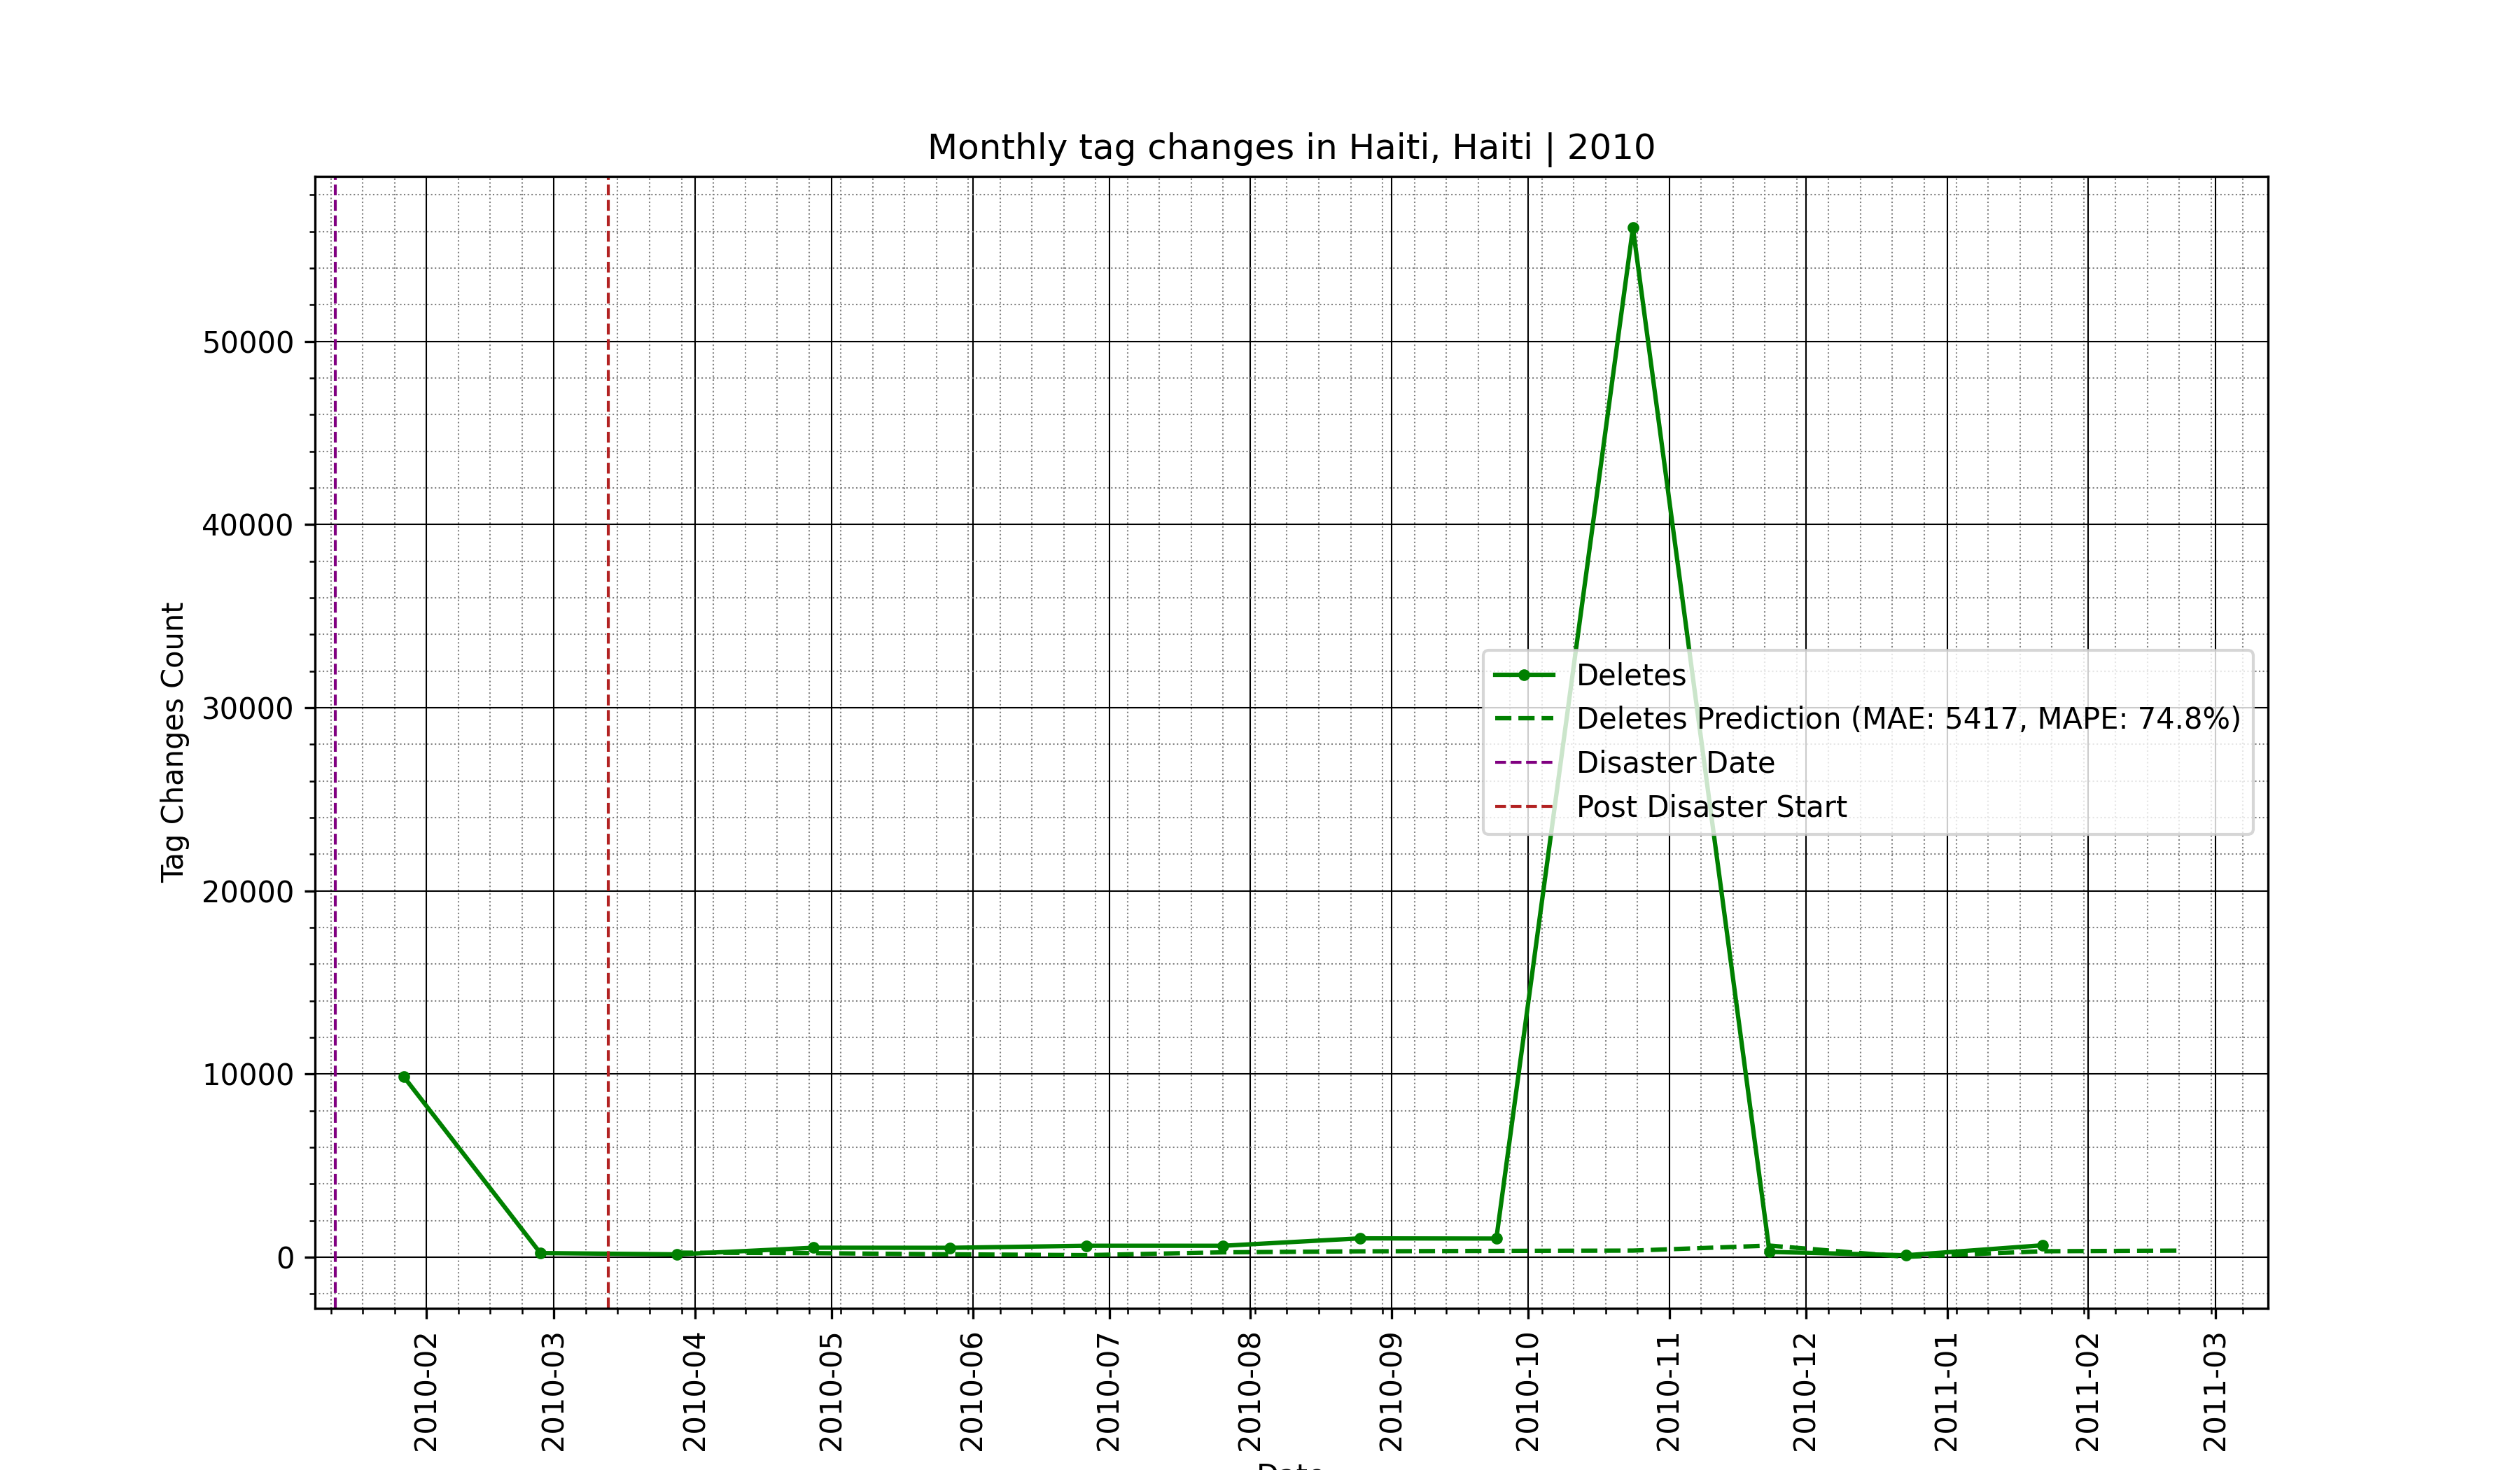 Monthly tag changes in Haiti, Haiti | 2010
Tag Changes Count
50000
40000
30000
20000
10000
0
Deletes
Deletes Prediction (MAE: 5417, MAPE: 74.8%)
Disaster Date
Post Disaster Start
2010-02
2010-03
2010-04
2010-05
2010-06
2010-07
2010-08
2010-09
2010-10
2010-11
2010-12
2011-01
2011-02
2011-03
Date